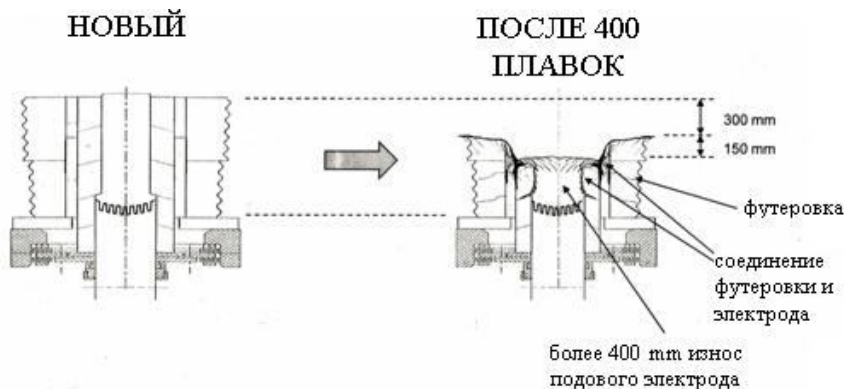 НОВЫЙ
ПОСЛЕ 400
ПЛАВОК
300 mm
150 mm
футеровка
соединение
футеровки и
электрода
более 400 mm износ
подового электрода